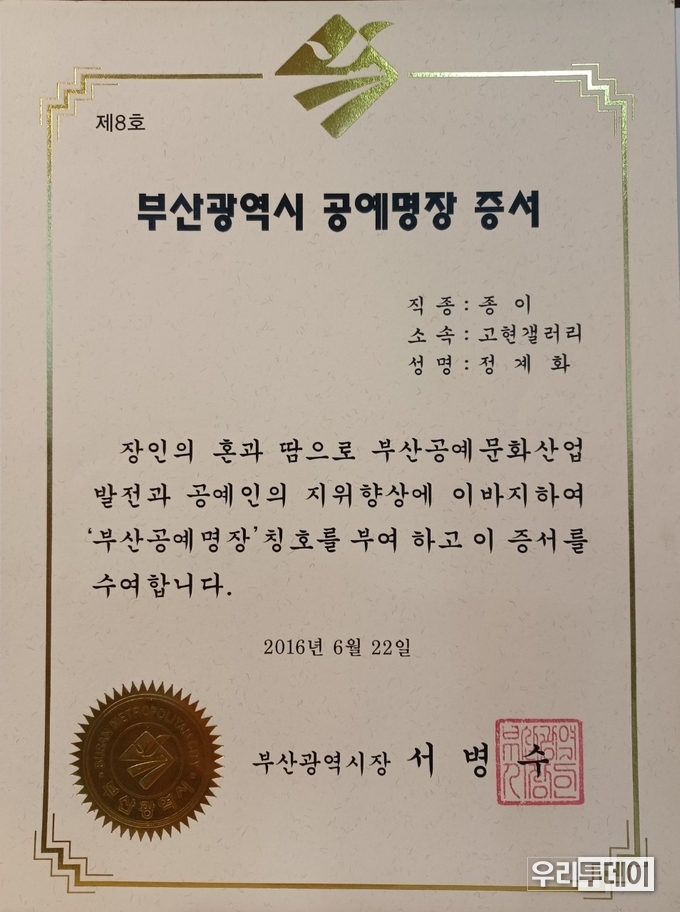 제8호
부산광역시 공예명장 증서
직 종 : 종 이
소 속 : 고현갤러리
성 명 : 정 계 화
장인의 혼과 땀으로 부산공예문화산업
발전과 공예인의 지위향상에 이바지하여
‘부산공예명장’칭호를 부여 하고 이 증서를
수여합니다.
2016년 6월 22일
BUSAN METROPOLITAN CITY
부산광역시
부산광역시장 서 병 수
우리투데이